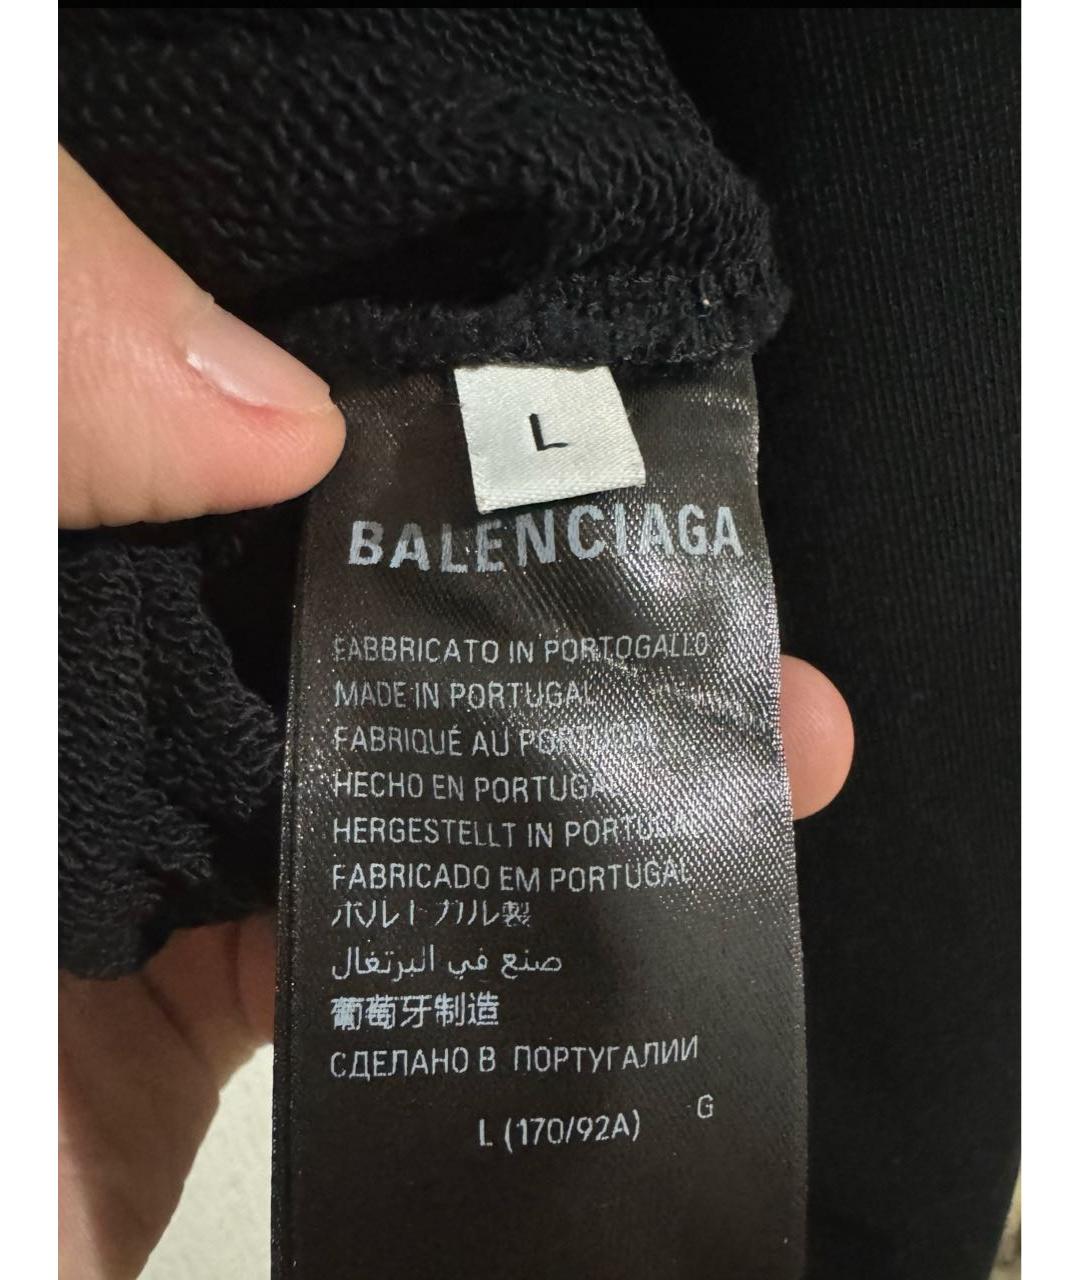 L
BALENCIAGA
FABBRICATO IN PORTOGALLO
MADE IN PORTUGAL
FABRIQUÉ AU PORTUGAL
HECHO EN PORTUGAL
HERGESTELLT IN PORTUGAL
FABRICADO EM PORTUGAL
ポルトガル製
صنع في البرتغال
葡萄牙制造
СДЕЛАНО В ПОРТУГАЛИИ
G
L (170/92A)